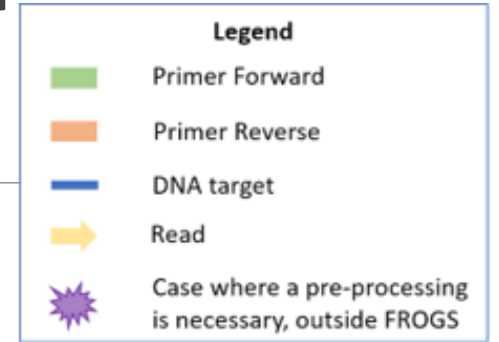 Legend
Primer Forward
Primer Reverse
DNA target
Read
Case where a pre-processing
is necessary, outside FROGS